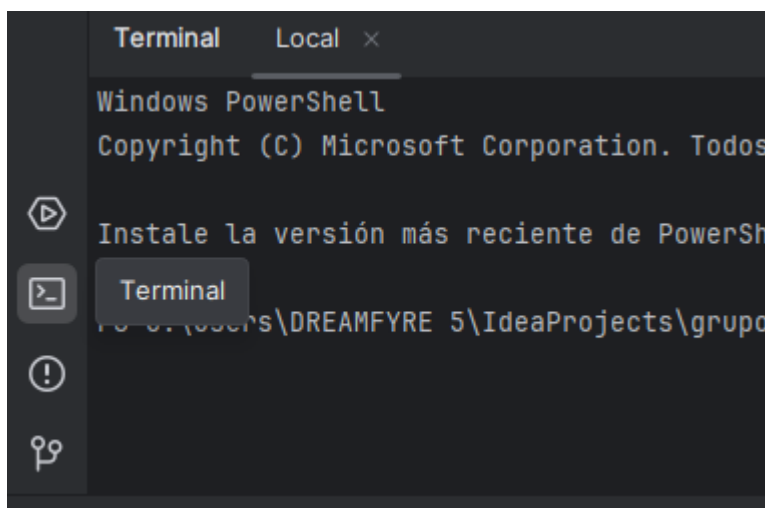 Terminal Local ×
Windows PowerShell
Copyright (C) Microsoft Corporation. Todos
Instale la versión más reciente de PowerSh
Terminal
\DREAMFYRE 5\IdeaProjects\grupo